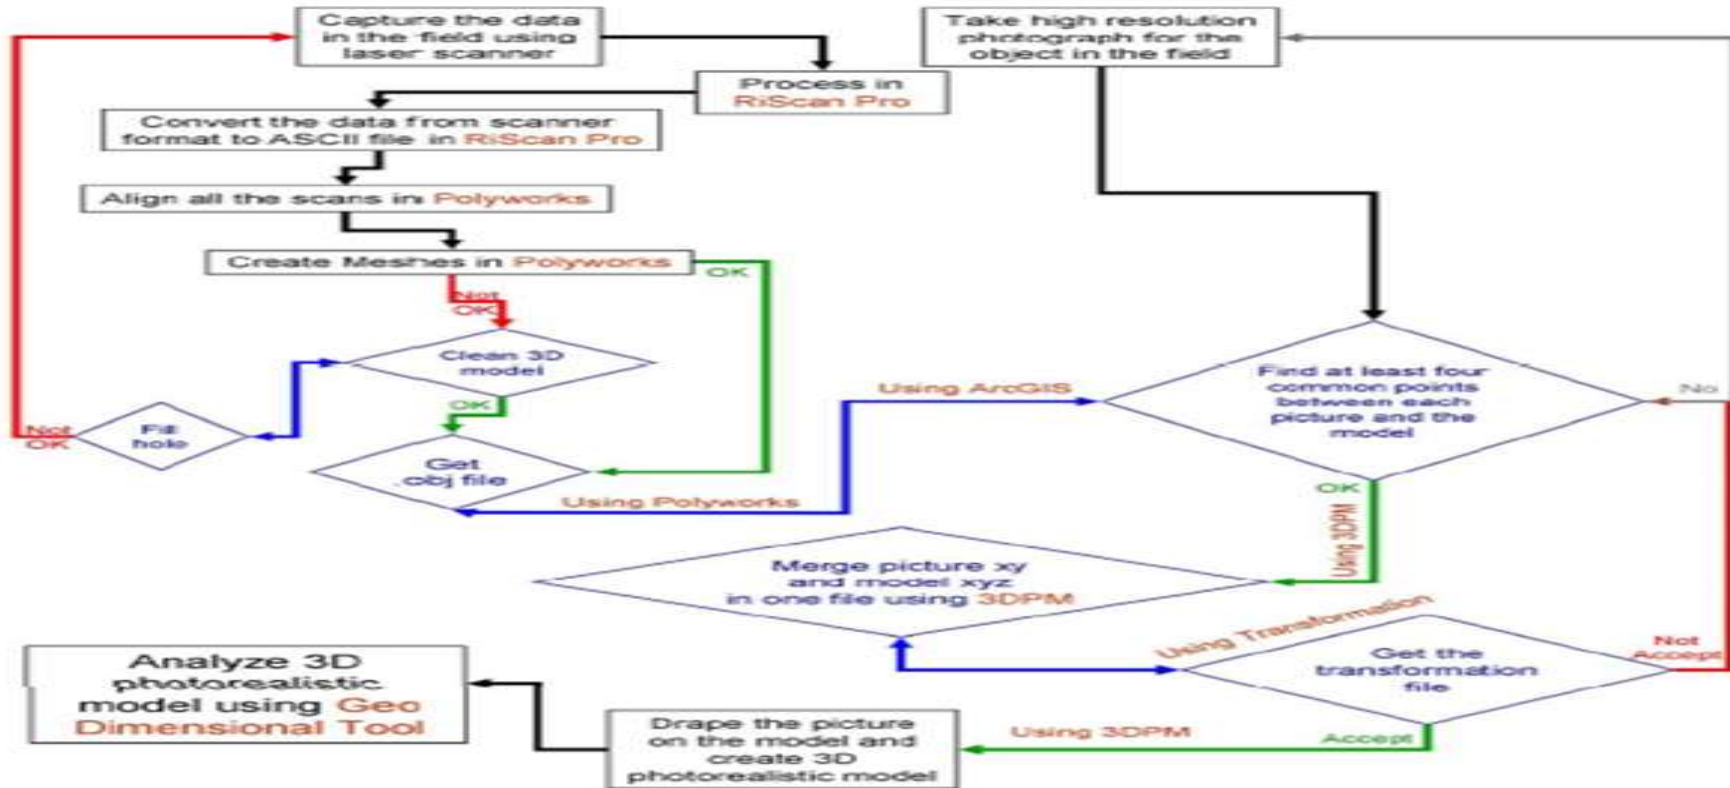 Capture the data
in the field using
laser scanner
Take high resolution
photograph for the
object in the field
Process in
RiScan Pro
Convert the data from scanner
format to ASCII file in RiScan Pro
Align all the scans in Polyworks
Create Meshes in Polyworks
OK
Not
OK
Clean 3D
model
OK
Fill
hole
Not
OK
Get
.obj file
Using Polyworks
Using ArcGIS
Find at least four
common points
between each
picture and the
model
No
OK
Using 3DPM
Merge picture xy
and model xyz
in one file using 3DPM
Using Transformation
Get the
transformation
file
Not
Accept
Accept
Using 3DPM
Drape the picture
on the model and
create 3D
photorealistic model
Analyze 3D
photorealistic
model using Geo
Dimensional Tool